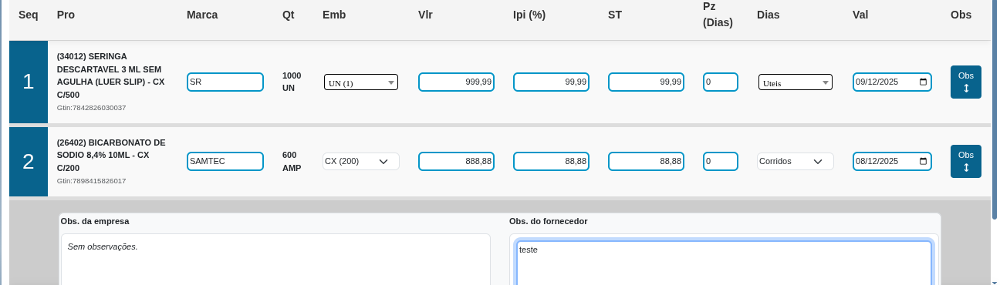 Seq Pro Marca Qt Emb Vlr Ipi (%) ST Pz (Dias) Dias Val Obs
1
(34012) SERINGA
DESCARTAVEL 3 ML SEM
AGULHA (LUER SLIP) - CX
C/500
Gtin:7842826030037
SR
1000
UN
UN (1)
999,99
99,99
99,99
0
Uteis
09/12/2025
Obs
2
(26402) BICARBONATO DE
SODIO 8,4% 10ML - CX
C/200
Gtin:7898415826017
SAMTEC
600
AMP
CX (200)
888,88
88,88
88,88
0
Corridos
08/12/2025
Obs
Obs. da empresa
Sem observações.
Obs. do fornecedor
teste